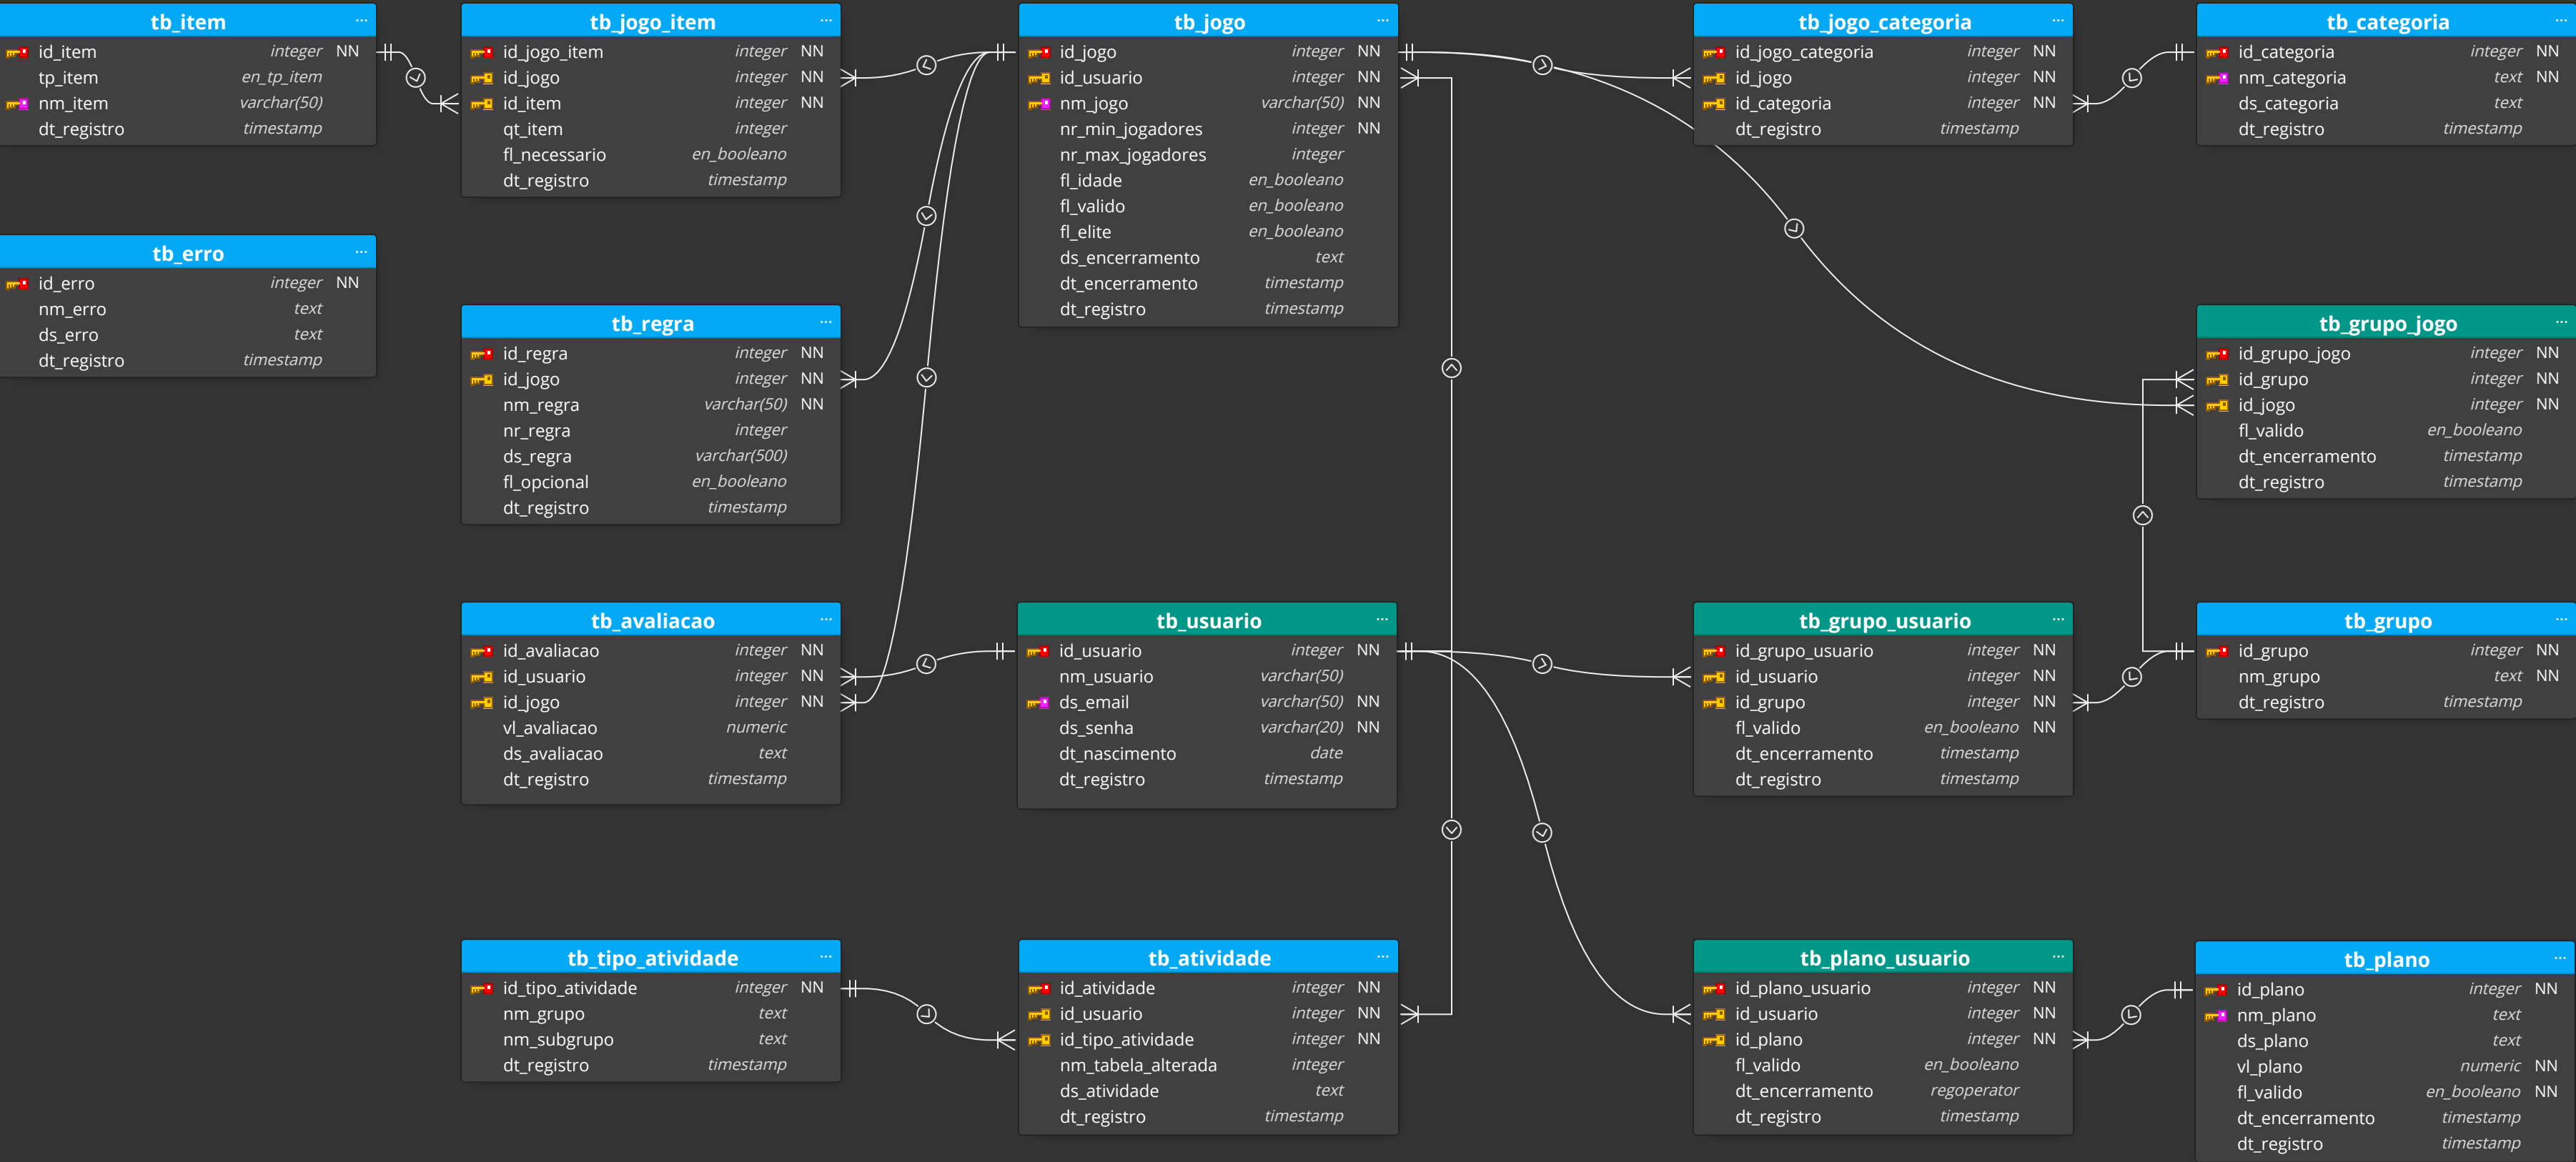 tb_item ...
id_item integer NN
tp_item en_tp_item
nm_item varchar(50)
dt_registro timestamp
tb_jogo_item ...
id_jogo_item integer NN
id_jogo integer NN
id_item integer NN
qt_item integer
fl_necessario en_booleano
dt_registro timestamp
tb_jogo ...
id_jogo integer NN
id_usuario integer NN
nm_jogo varchar(50) NN
nr_min_jogadores integer NN
nr_max_jogadores integer
fl_idade en_booleano
fl_valido en_booleano
fl_elite en_booleano
ds_encerramento text
dt_encerramento timestamp
dt_registro timestamp
tb_jogo_categoria ...
id_jogo_categoria integer NN
id_jogo integer NN
id_categoria integer NN
dt_registro timestamp
tb_categoria ...
id_categoria integer NN
nm_categoria text NN
ds_categoria text
dt_registro timestamp
tb_erro ...
id_erro integer NN
nm_erro text
ds_erro text
dt_registro timestamp
tb_regra ...
id_regra integer NN
id_jogo integer NN
nm_regra varchar(50) NN
nr_regra integer
ds_regra varchar(500)
fl_opcional en_booleano
dt_registro timestamp
tb_grupo_jogo ...
id_grupo_jogo integer NN
id_grupo integer NN
id_jogo integer NN
fl_valido en_booleano
dt_encerramento timestamp
dt_registro timestamp
tb_avaliacao ...
id_avaliacao integer NN
id_usuario integer NN
id_jogo integer NN
vl_avaliacao numeric
ds_avaliacao text
dt_registro timestamp
tb_usuario ...
id_usuario integer NN
nm_usuario varchar(50)
ds_email varchar(50) NN
ds_senha varchar(20) NN
dt_nascimento date
dt_registro timestamp
tb_grupo_usuario ...
id_grupo_usuario integer NN
id_usuario integer NN
id_grupo integer NN
fl_valido en_booleano NN
dt_encerramento timestamp
dt_registro timestamp
tb_grupo ...
id_grupo integer NN
nm_grupo text NN
dt_registro timestamp
tb_tipo_atividade ...
id_tipo_atividade integer NN
nm_grupo text
nm_subgrupo text
dt_registro timestamp
tb_atividade ...
id_atividade integer NN
id_usuario integer NN
id_tipo_atividade integer NN
nm_tabela_alterada integer
ds_atividade text
dt_registro timestamp
tb_plano_usuario ...
id_plano_usuario integer NN
id_usuario integer NN
id_plano integer NN
fl_valido en_booleano
dt_encerramento regoperator
dt_registro timestamp
tb_plano ...
id_plano integer NN
nm_plano text
ds_plano text
vl_plano numeric NN
fl_valido en_booleano NN
dt_encerramento timestamp
dt_registro timestamp